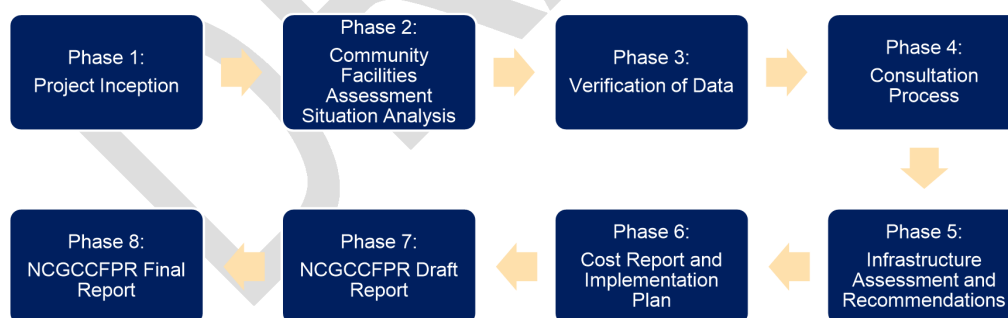 Phase 1:
Project Inception
Phase 2:
Community
Facilities
Assessment
Situation Analysis
Phase 3:
Verification of Data
Phase 4:
Consultation
Process
Phase 5:
Infrastructure
Assessment and
Recommendations
Phase 6:
Cost Report and
Implementation
Plan
Phase 7:
NCGCCFPR Draft
Report
Phase 8:
NCGCCFPR Final
Report